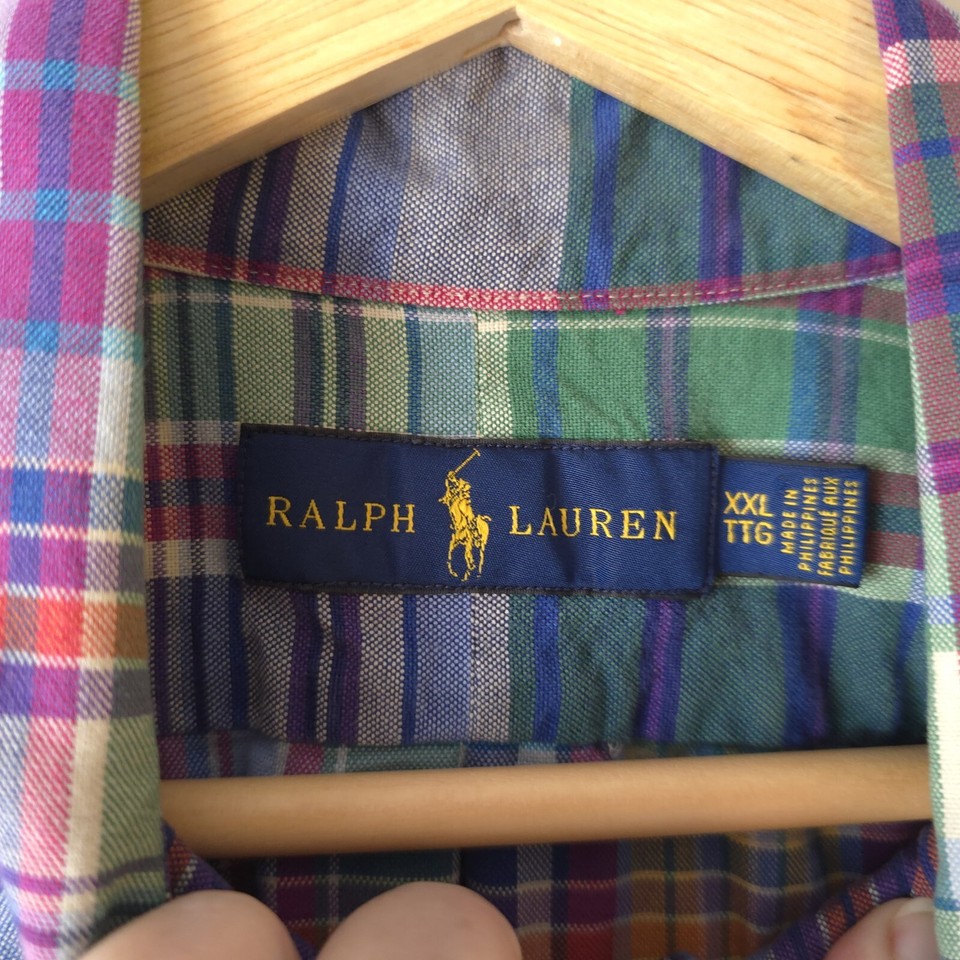 RALPH LAUREN
XXL
TTG
MADE IN
PHILIPPINES
FABRIQUÉ AUX
PHILIPPINES